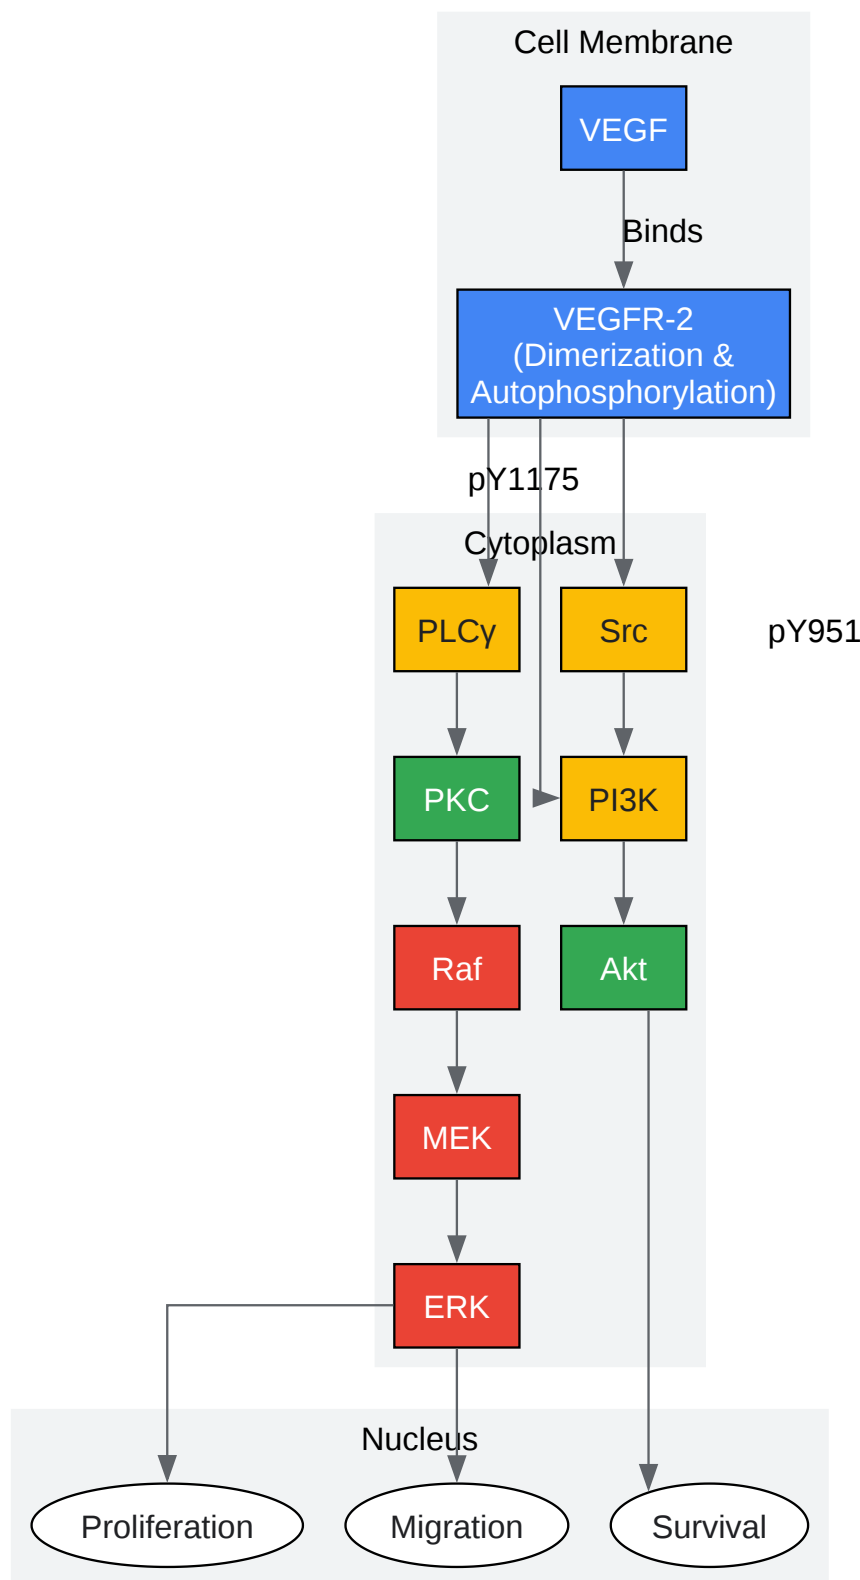 Cell Membrane
VEGF
Binds
VEGFR-2
(Dimerization &
Autophosphorylation)
pY1175
Cytoplasm
PLCγ
Src
pY951
PKC
PI3K
Raf
Akt
MEK
ERK
Nucleus
Proliferation
Migration
Survival